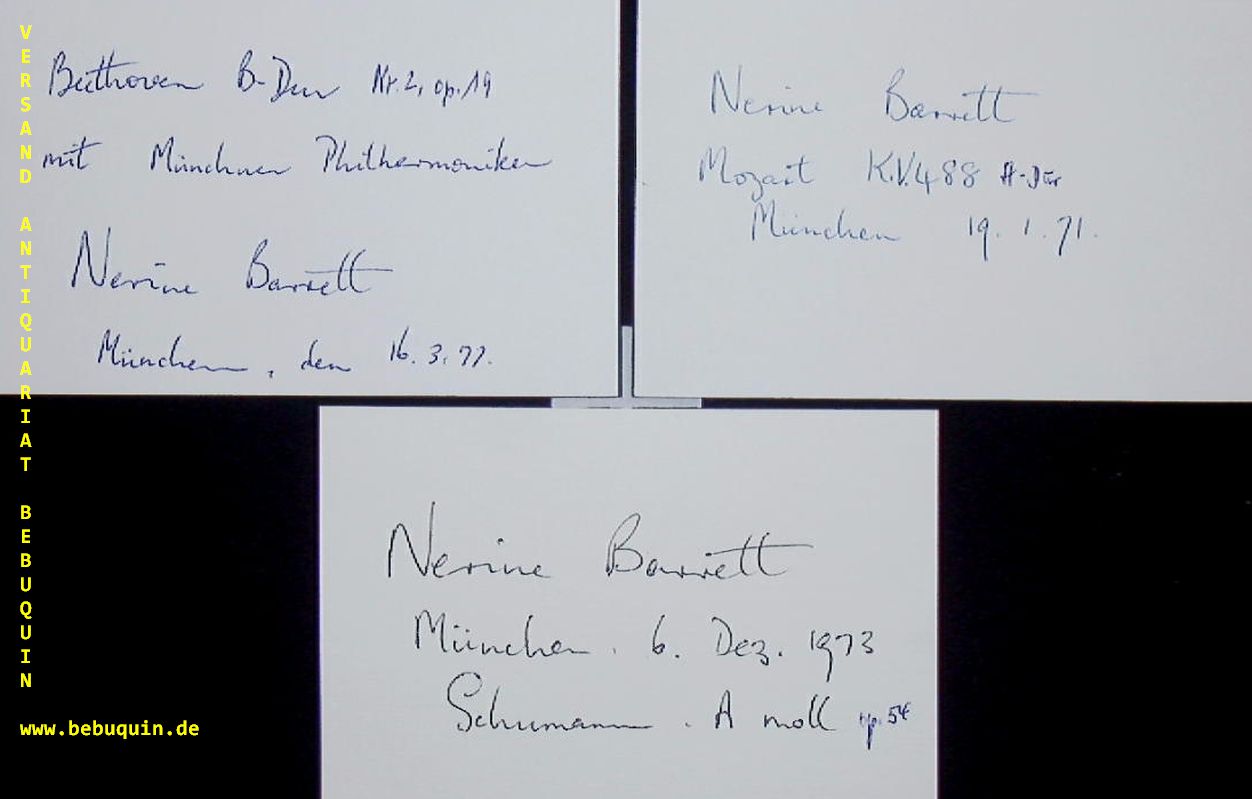 Beethoven B-Dur Nr. 2, op. 19
mit Münchner Philharmoniker
Nerine Barrett
München, den 16. 3. 77.
Nerine Barrett
Mozart K.V. 488 A-Dur
München 19. 1. 71.
Nerine Barrett
München. 6. Dez. 1973
Schumann. A moll op. 54
VERSAND ANTIQUARIAT BEBUQUIN
www.bebuquin.de